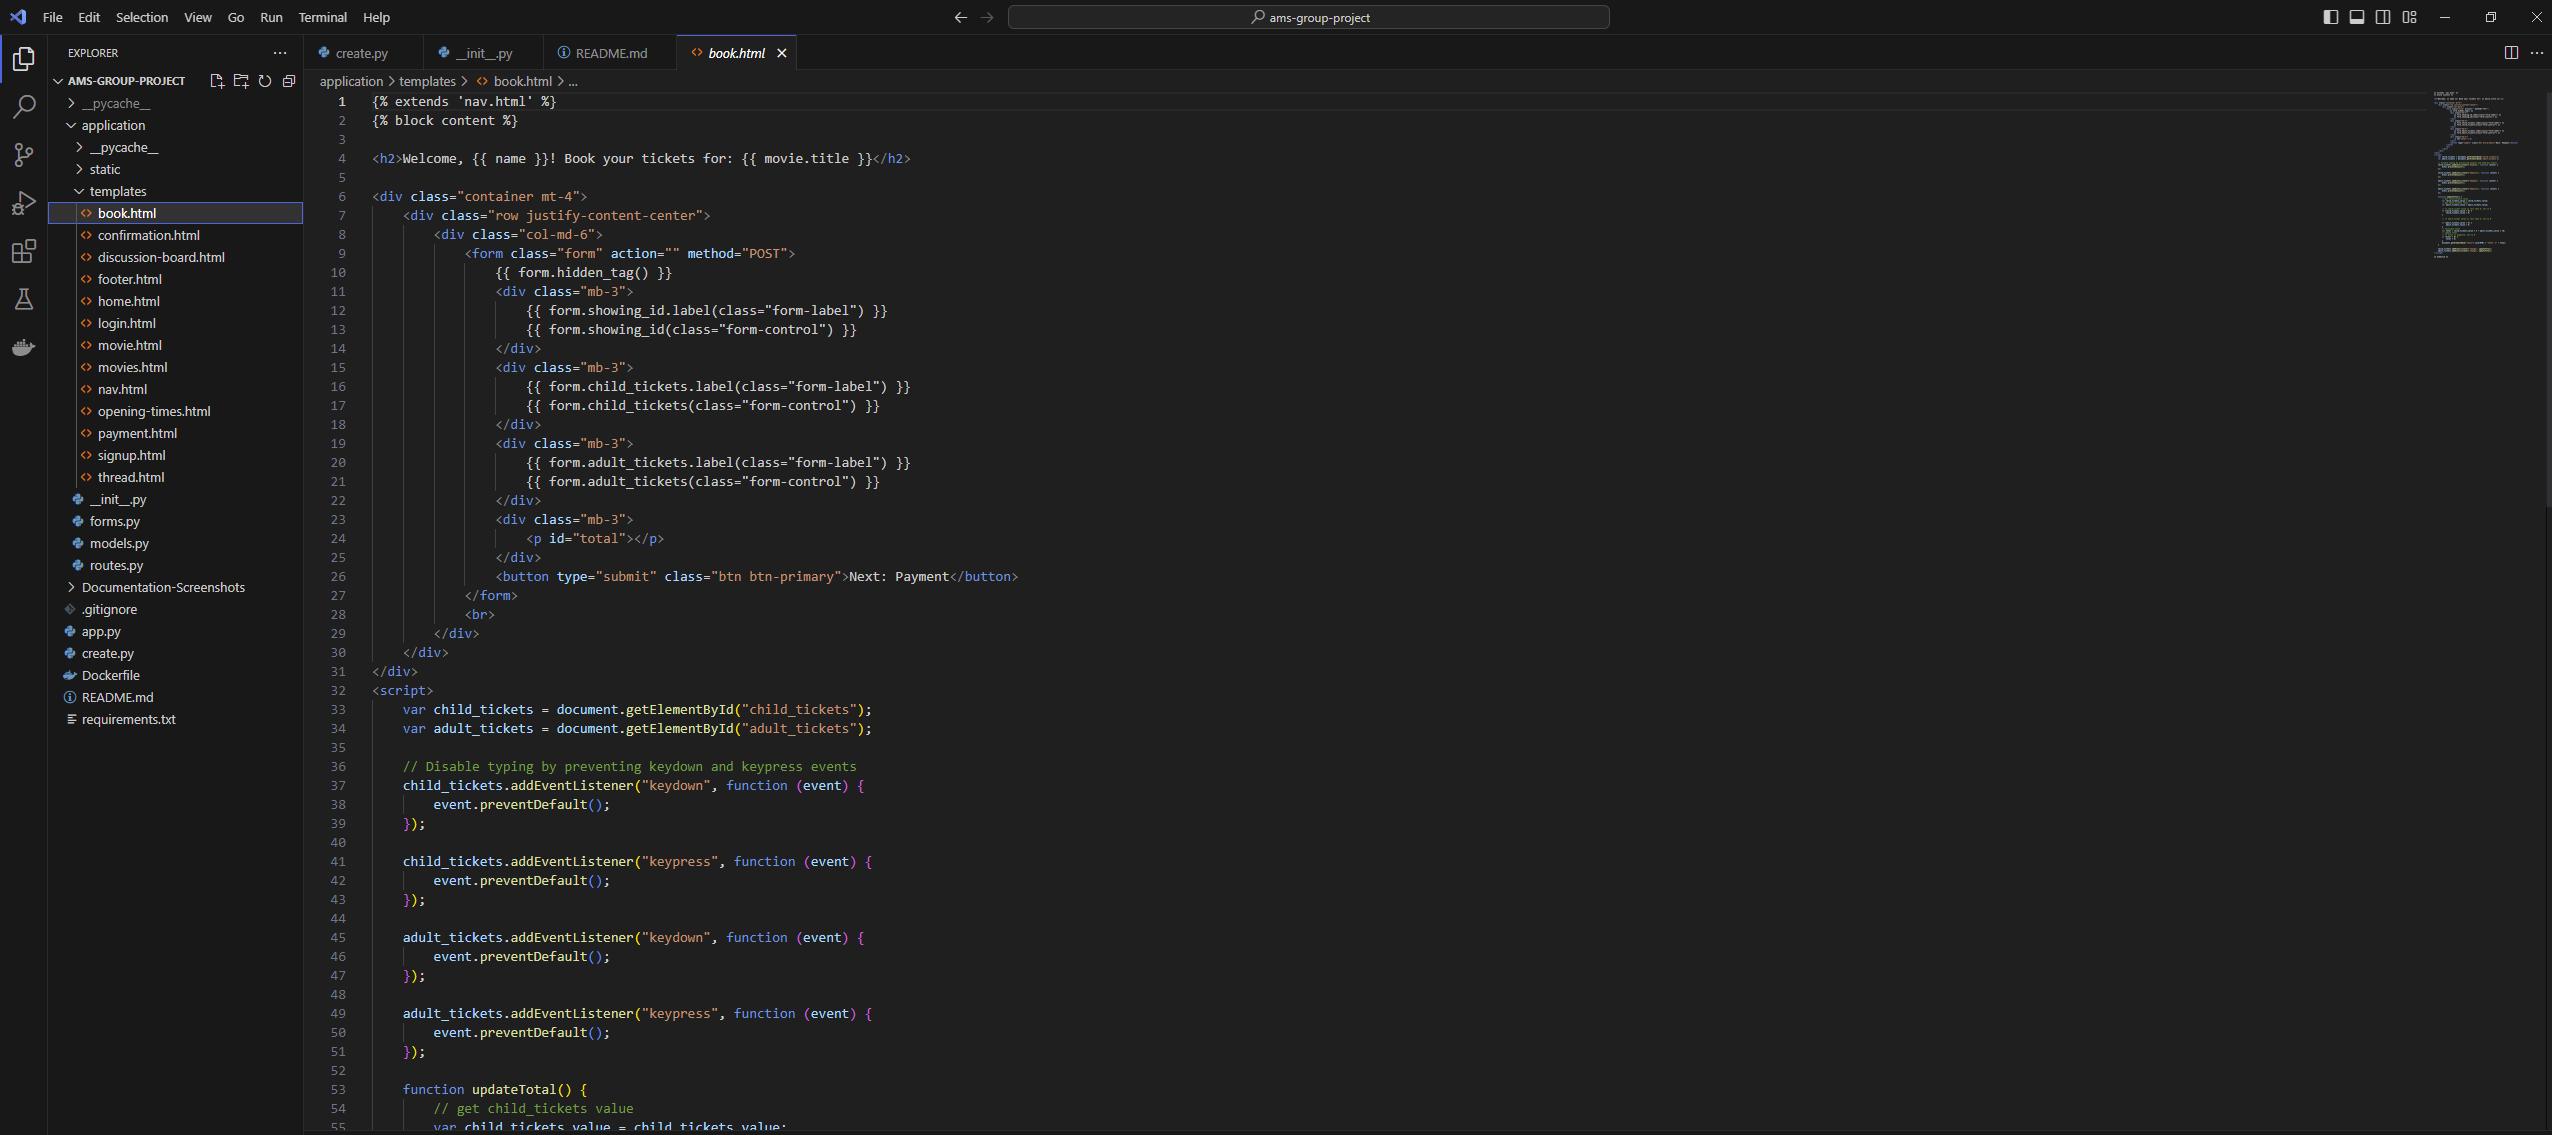 File Edit Selection View Go Run Terminal Help
ams-group-project
EXPLORER
AMS-GROUP-PROJECT
__pycache__
application
__pycache__
static
templates
book.html
confirmation.html
discussion-board.html
footer.html
home.html
login.html
movie.html
movies.html
nav.html
opening-times.html
payment.html
signup.html
thread.html
__init__.py
forms.py
models.py
routes.py
Documentation-Screenshots
.gitignore
app.py
create.py
Dockerfile
README.md
requirements.txt
create.py __init__.py README.md book.html
application > templates > book.html > ...
1 {% extends 'nav.html' %}
2 {% block content %}
3
4 <h2>Welcome, {{ name }}! Book your tickets for: {{ movie.title }}</h2>
5
6 <div class="container mt-4">
7 <div class="row justify-content-center">
8 <div class="col-md-6">
9 <form class="form" action="" method="POST">
10 {{ form.hidden_tag() }}
11 <div class="mb-3">
12 {{ form.showing_id.label(class="form-label") }}
13 {{ form.showing_id(class="form-control") }}
14 </div>
15 <div class="mb-3">
16 {{ form.child_tickets.label(class="form-label") }}
17 {{ form.child_tickets(class="form-control") }}
18 </div>
19 <div class="mb-3">
20 {{ form.adult_tickets.label(class="form-label") }}
21 {{ form.adult_tickets(class="form-control") }}
22 </div>
23 <div class="mb-3">
24 <p id="total"></p>
25 </div>
26 <button type="submit" class="btn btn-primary">Next: Payment</button>
27 </form>
28 <br>
29 </div>
30 </div>
31 </div>
32 <script>
33 var child_tickets = document.getElementById("child_tickets");
34 var adult_tickets = document.getElementById("adult_tickets");
35
36 // Disable typing by preventing keydown and keypress events
37 child_tickets.addEventListener("keydown", function (event) {
38 event.preventDefault();
39 });
40
41 child_tickets.addEventListener("keypress", function (event) {
42 event.preventDefault();
43 });
44
45 adult_tickets.addEventListener("keydown", function (event) {
46 event.preventDefault();
47 });
48
49 adult_tickets.addEventListener("keypress", function (event) {
50 event.preventDefault();
51 });
52
53 function updateTotal() {
54 // get child_tickets value
55 var child_tickets_value = child_tickets.value;